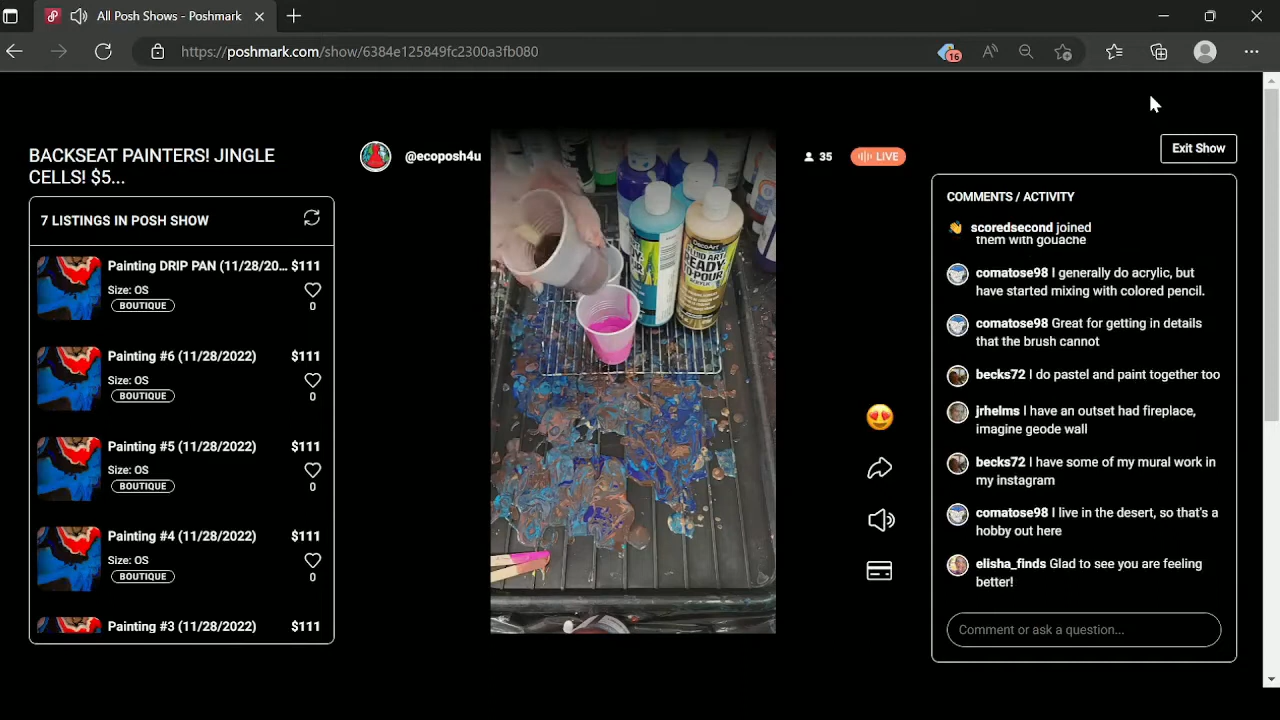 All Posh Shows - Poshmark
https://poshmark.com/show/6384e125849fc2300a3fb080
16
BACKSEAT PAINTERS! JINGLE
CELLS! $5...
@ecoposh4u
35
LIVE
Exit Show
7 LISTINGS IN POSH SHOW
Painting DRIP PAN (11/28/20... $111
Size: OS
BOUTIQUE
0
Painting #6 (11/28/2022) $111
Size: OS
BOUTIQUE
0
Painting #5 (11/28/2022) $111
Size: OS
BOUTIQUE
0
Painting #4 (11/28/2022) $111
Size: OS
BOUTIQUE
0
Painting #3 (11/28/2022) $111
DecoArt
FLUID ART
READY
TO-POUR
COMMENTS / ACTIVITY
scoredsecond joined
them with gouache
comatose98 I generally do acrylic, but
have started mixing with colored pencil.
comatose98 Great for getting in details
that the brush cannot
becks72 I do pastel and paint together too
jrhelms I have an outset had fireplace,
imagine geode wall
becks72 I have some of my mural work in
my instagram
comatose98 I live in the desert, so that's a
hobby out here
elisha_finds Glad to see you are feeling
better!
Comment or ask a question...